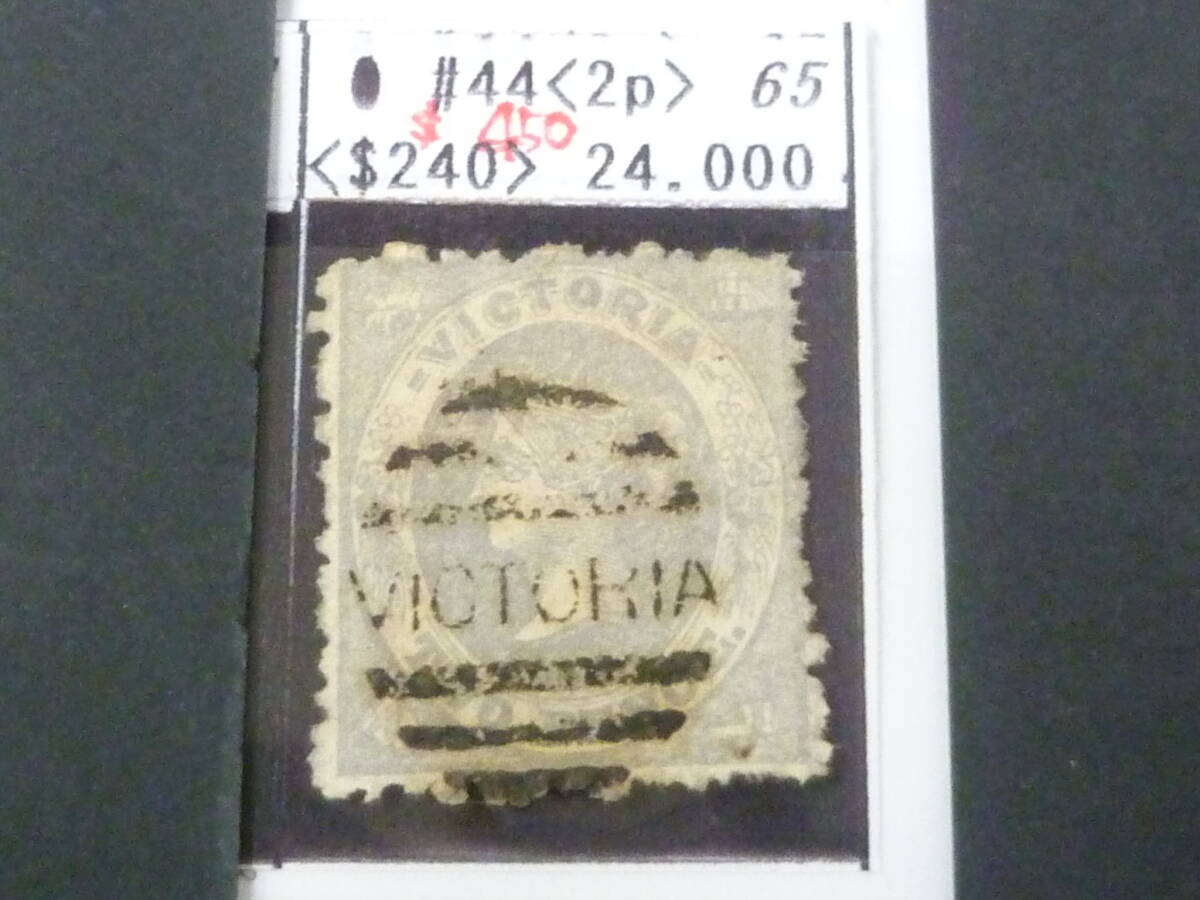 #44<2p> 65
$ 450
<$240> 24.000
VICTORIA
VICTORIA